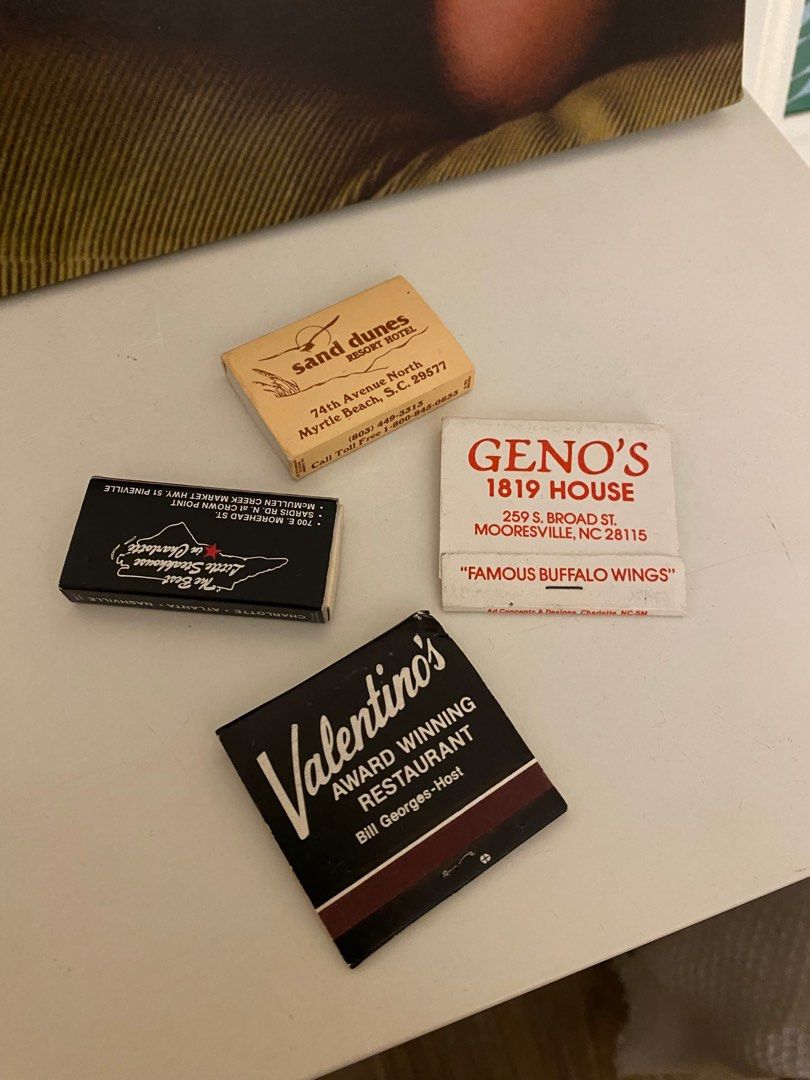 sand dunes
RESORT HOTEL
74th Avenue North
Myrtle Beach, S.C. 29577
(803) 449-3313
Call Toll Free 1-800-845-0633
GENO'S
1819 HOUSE
259 S. BROAD ST.
MOORESVILLE, NC 28115
"FAMOUS BUFFALO WINGS"
Ad Concepts & Designs, Charlotte, NC-SM
CHARLOTTE • ATLANTA • NASHVILLE
The Best
Little Steakhouse
in Charlotte
• 700 E. MOREHEAD ST.
• SARDIS RD. N. at CROWN POINT
• McMULLEN CREEK MARKET HWY. 51 PINEVILLE
Valentino's
AWARD WINNING
RESTAURANT
Bill Georges-Host